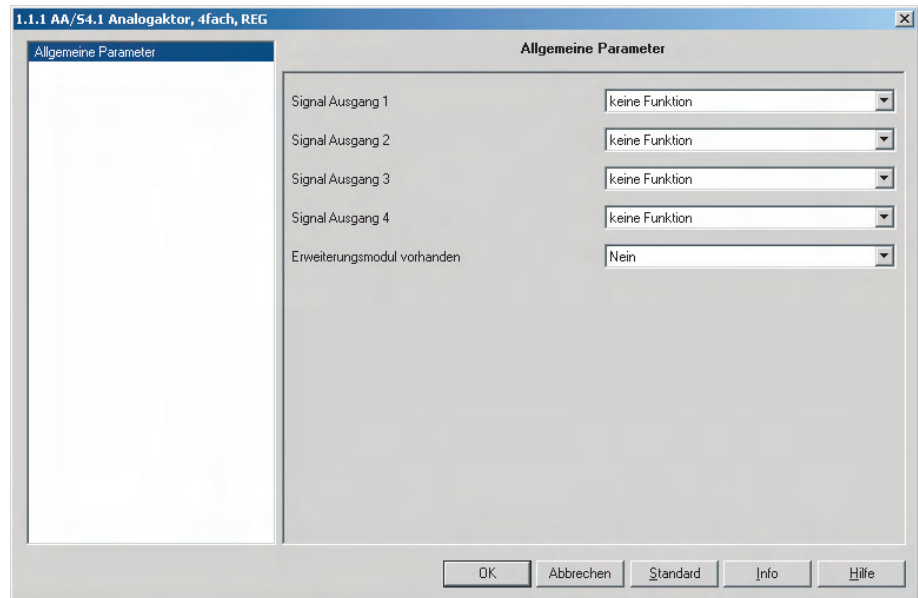 1.1.1 AA/S4.1 Analogaktor, 4fach, REG
Allgemeine Parameter
Allgemeine Parameter
Signal Ausgang 1 keine Funktion
Signal Ausgang 2 keine Funktion
Signal Ausgang 3 keine Funktion
Signal Ausgang 4 keine Funktion
Erweiterungsmodul vorhanden Nein
OK Abbrechen Standard Info Hilfe